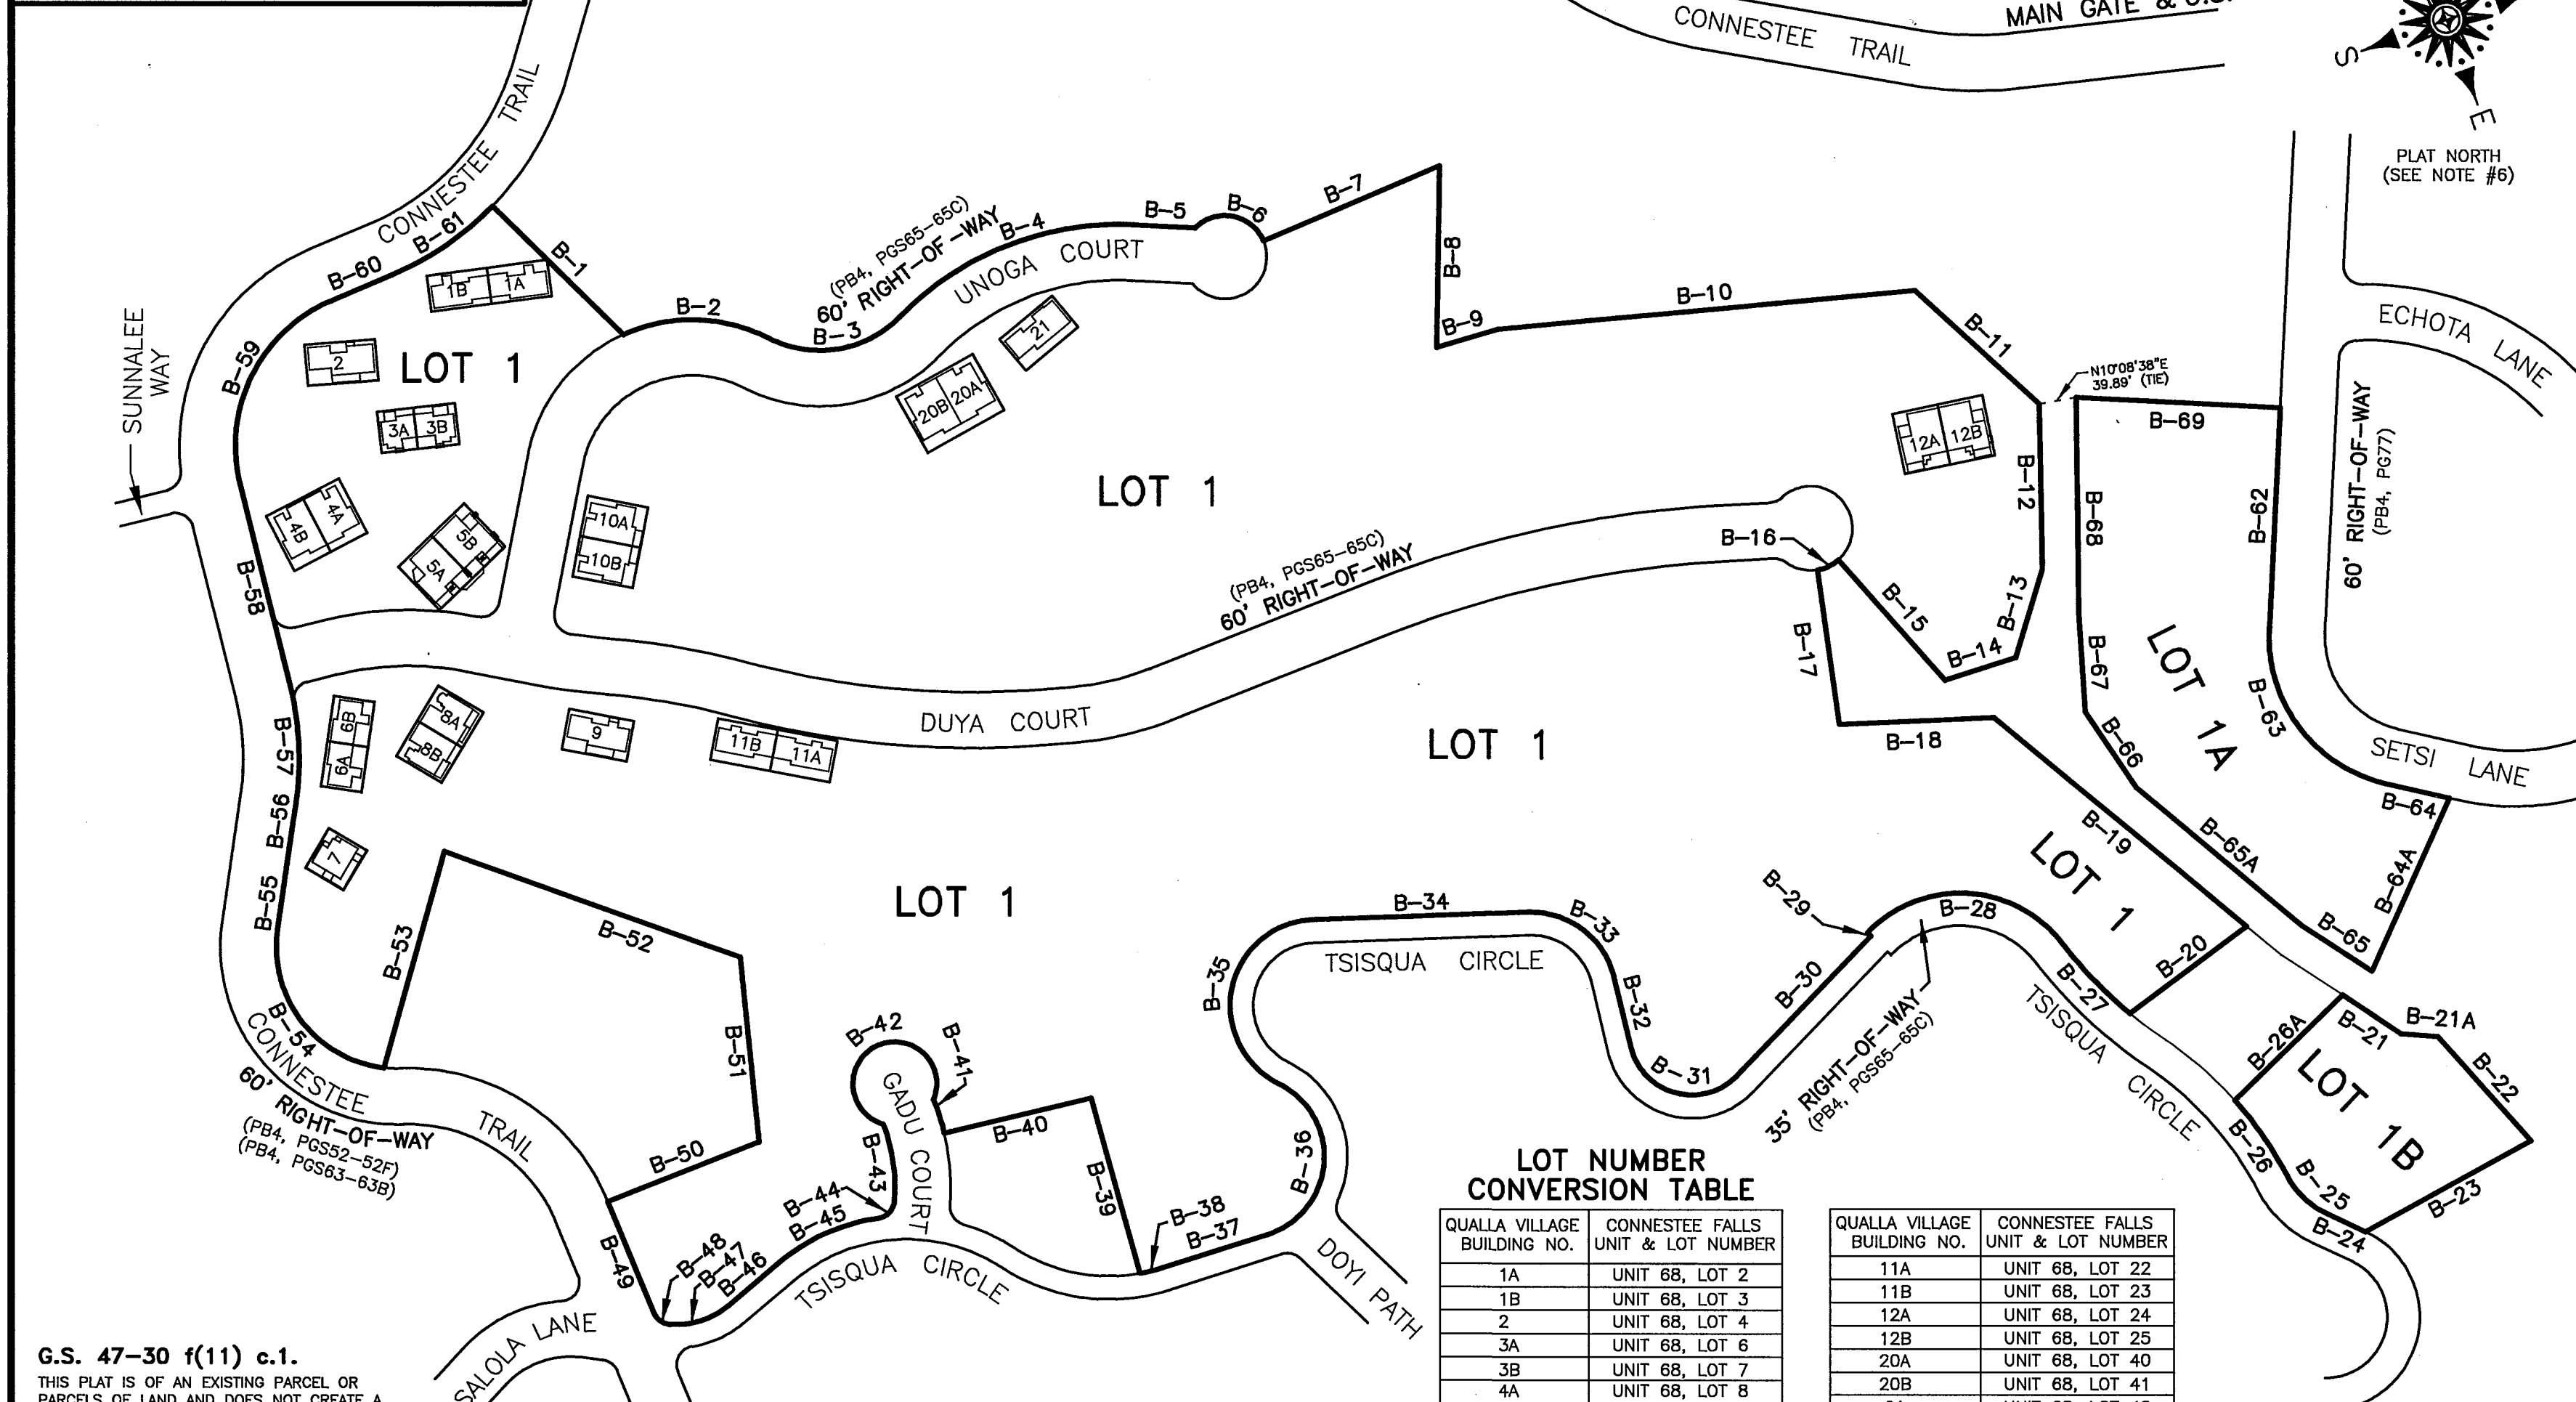 CONNESTEE TRAIL
MAIN GATE &
S
E
PLAT NORTH
(SEE NOTE #6)
CONNESTEE TRAIL
SUNNALEE
WAY
B-61
B-60
B-59
B-58
B-57
B-56
B-55
B-54
B-1
B-2
B-3
B-4
B-5
B-6
B-7
B-8
B-9
B-10
B-11
(PB4, PGS65-65C)
60' RIGHT-OF-WAY
UNOGA COURT
1B
1A
2
LOT 1
3A
3B
4B
4A
5B
5A
10A
10B
20B
20A
21
LOT 1
12A
12B
N10°08'38"E
39.89' (TIE)
B-12
B-13
B-14
B-15
B-16
B-17
B-18
B-19
B-20
B-69
B-68
B-67
B-66
B-65A
B-65
B-64A
B-64
B-63
B-62
LOT 1A
60' RIGHT-OF-WAY
(PB4, PG77)
ECHOTA LANE
SETSI LANE
(PB4, PGS65-65C)
60' RIGHT-OF-WAY
DUYA COURT
6B
6A
8A
8B
9
11B
11A
7
LOT 1
LOT 1
LOT 1
B-53
B-52
B-51
B-50
B-49
B-48
B-47
B-46
B-45
B-44
B-43
B-42
B-41
B-40
B-39
B-38
B-37
B-36
B-35
B-34
B-33
B-32
B-31
B-30
B-29
B-28
B-27
TSISQUA CIRCLE
35' RIGHT-OF-WAY
(PB4, PGS65-65C)
TSISQUA CIRCLE
B-26A
B-21
B-21A
B-22
B-23
B-24
B-25
B-26
LOT 1B
CONNESTEE TRAIL
60' RIGHT-OF-WAY
(PB4, PGS52-52F)
(PB4, PGS63-63B)
GADU COURT
TSISQUA CIRCLE
DOYI PATH
SALOLA LANE
G.S. 47-30 f(11) c.1.
THIS PLAT IS OF AN EXISTING PARCEL OR
PARCELS OF LAND AND DOES NOT CREATE A
LOT NUMBER
CONVERSION TABLE
QUALLA VILLAGE BUILDING NO. CONNESTEE FALLS UNIT & LOT NUMBER
1A UNIT 68, LOT 2
1B UNIT 68, LOT 3
2 UNIT 68, LOT 4
3A UNIT 68, LOT 6
3B UNIT 68, LOT 7
4A UNIT 68, LOT 8
QUALLA VILLAGE BUILDING NO. CONNESTEE FALLS UNIT & LOT NUMBER
11A UNIT 68, LOT 22
11B UNIT 68, LOT 23
12A UNIT 68, LOT 24
12B UNIT 68, LOT 25
20A UNIT 68, LOT 40
20B UNIT 68, LOT 41